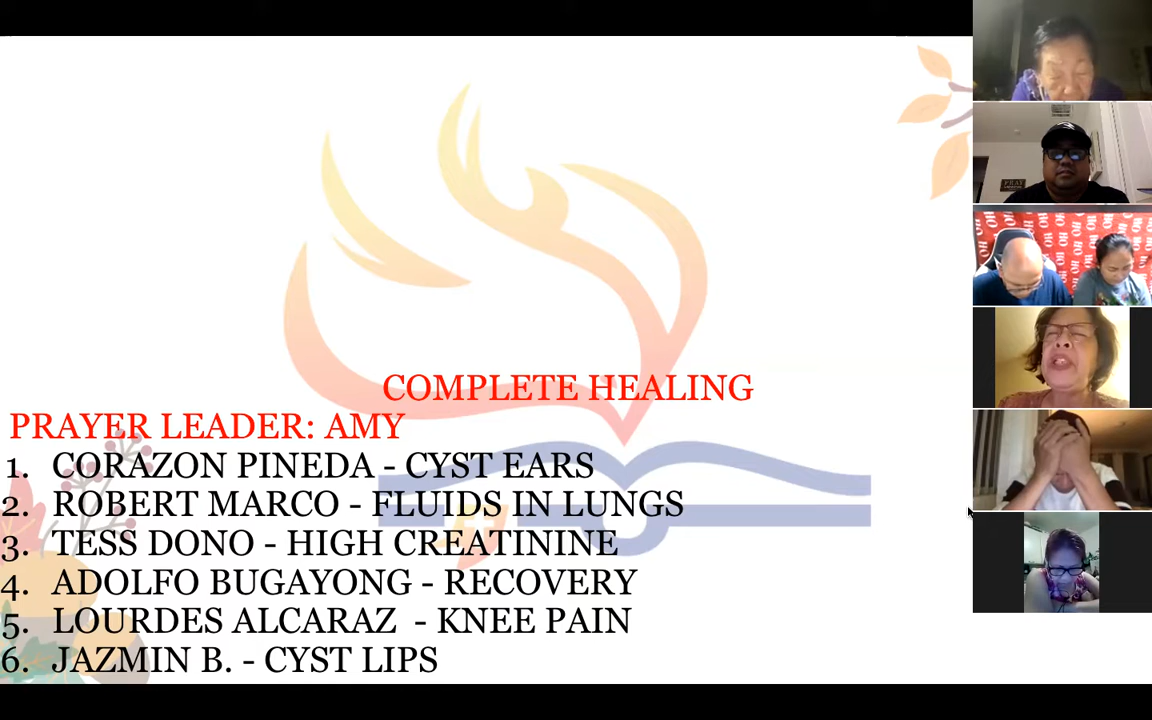 COMPLETE HEALING
PRAYER LEADER: AMY
1. CORAZON PINEDA - CYST EARS
2. ROBERT MARCO - FLUIDS IN LUNGS
3. TESS DONO - HIGH CREATININE
4. ADOLFO BUGAYONG - RECOVERY
5. LOURDES ALCARAZ - KNEE PAIN
6. JAZMIN B. - CYST LIPS